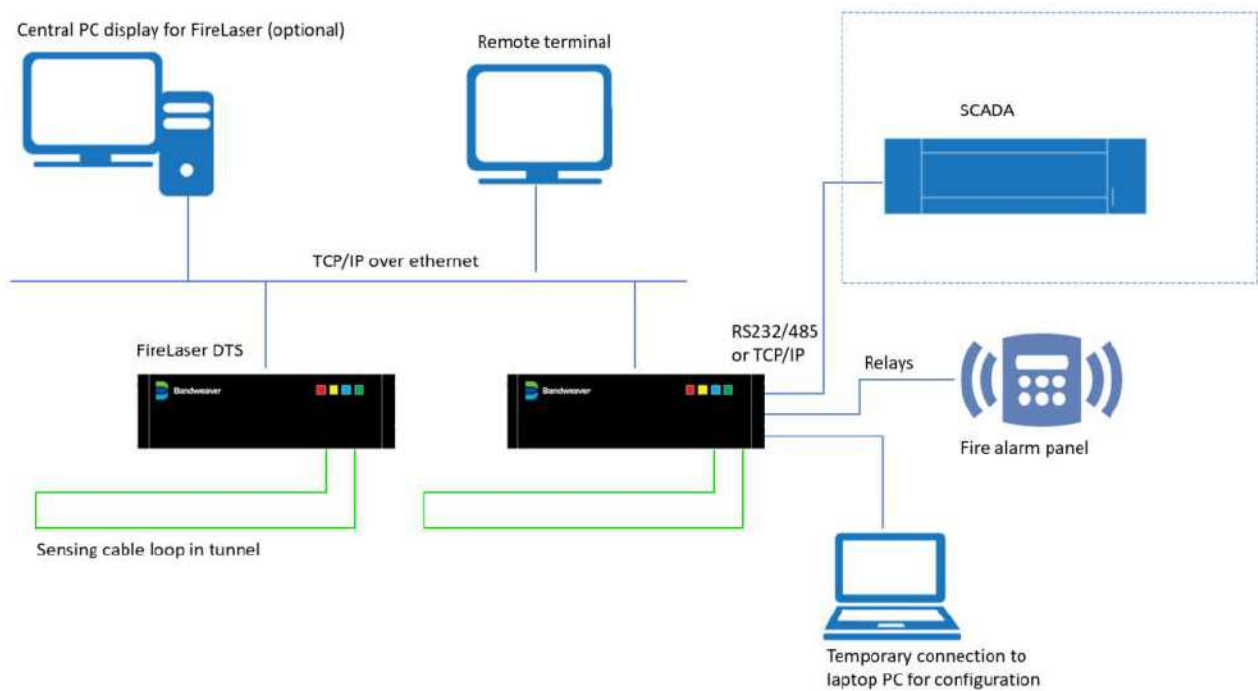 Central PC display for FireLaser (optional)
Remote terminal
SCADA
TCP/IP over ethernet
RS232/485
or TCP/IP
FireLaser DTS
Relays
Bandweaver
Bandweaver
Fire alarm panel
Sensing cable loop in tunnel
Temporary connection to
laptop PC for configuration